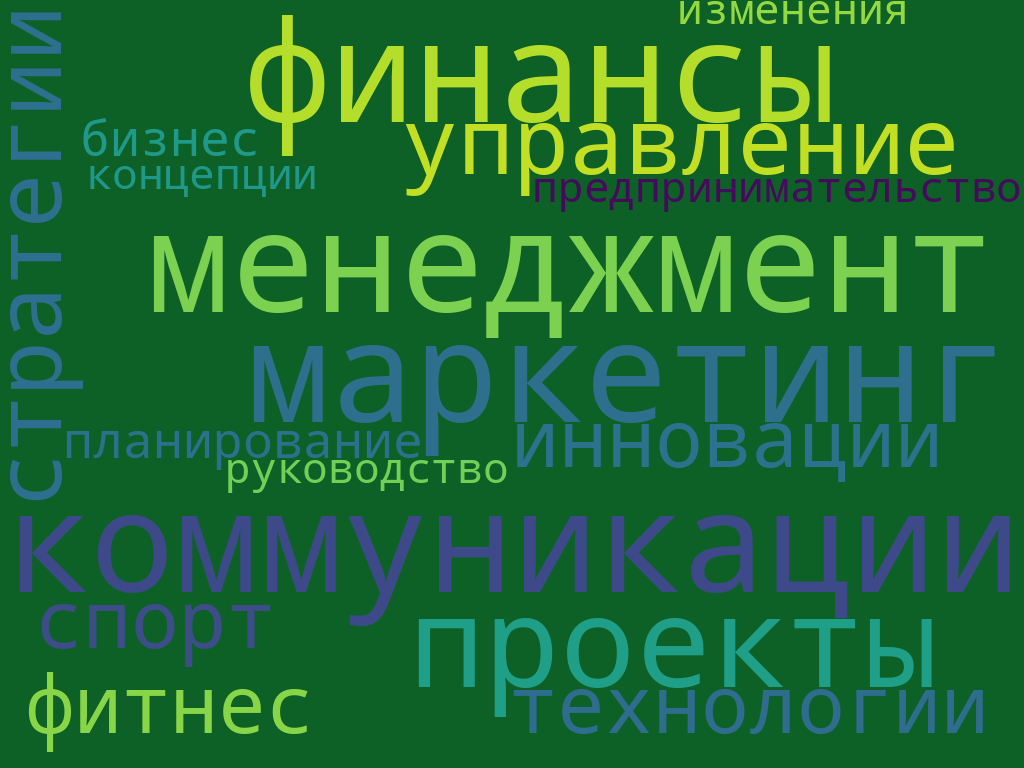 изменения
финансы
стратегии
бизнес
управление
концепции
предпринимательство
менеджмент
маркетинг
планирование
инновации
руководство
коммуникации
спорт
проекты
фитнес
технологии